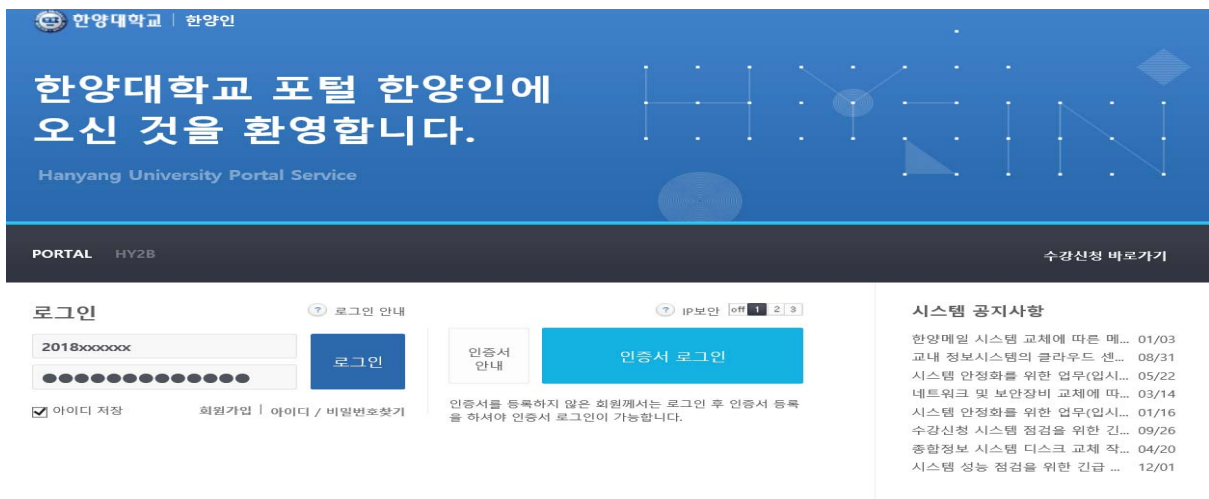 한양대학교 | 한양인
한양대학교 포털 한양인에
오신 것을 환영합니다.
Hanyang University Portal Service
HY-IN
PORTAL HY2B
수강신청 바로가기
로그인
? 로그인 안내
2018xxxxxx
●●●●●●●●●●●●●
로그인
아이디 저장
회원가입 | 아이디 / 비밀번호찾기
? IP보안 off 1 2 3
인증서
안내
인증서 로그인
인증서를 등록하지 않은 회원께서는 로그인 후 인증서 등록
을 하셔야 인증서 로그인이 가능합니다.
시스템 공지사항
한양메일 시스템 교체에 따른 메... 01/03
교내 정보시스템의 클라우드 센... 08/31
시스템 안정화를 위한 업무(입시... 05/22
네트워크 및 보안장비 교체에 따... 03/14
시스템 안정화를 위한 업무(입시... 01/16
수강신청 시스템 점검을 위한 긴... 09/26
종합정보 시스템 디스크 교체 작... 04/20
시스템 성능 점검을 위한 긴급 ... 12/01